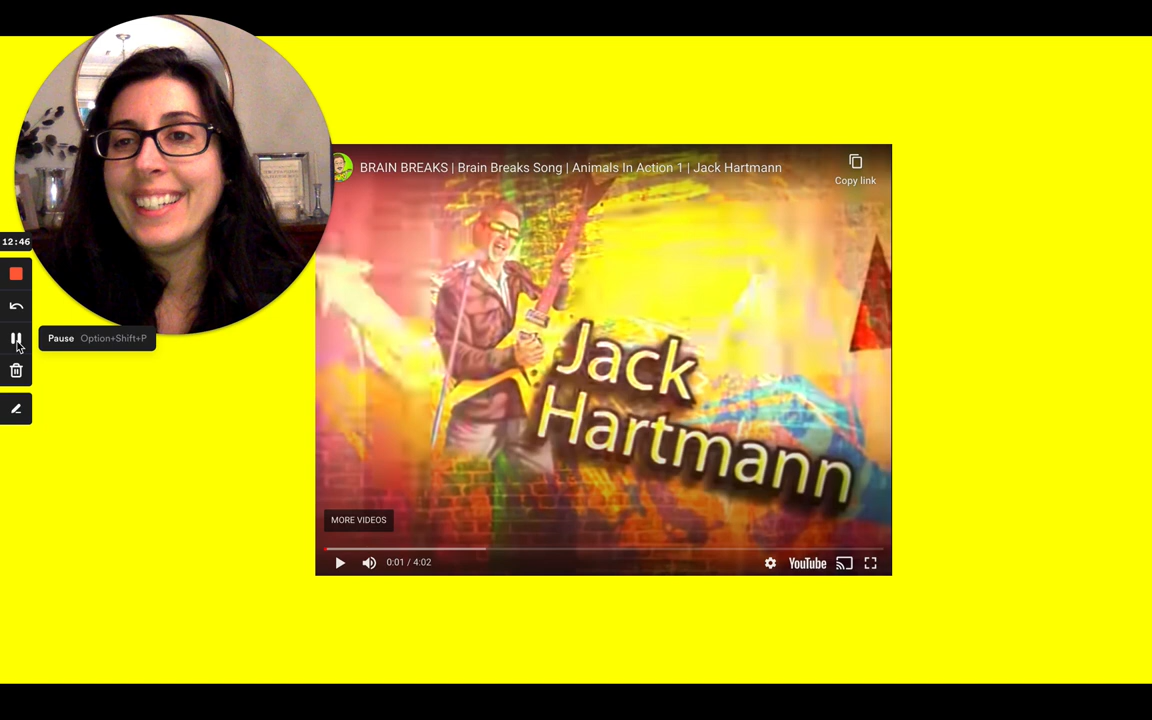 BRAIN BREAKS | Brain Breaks Song | Animals In Action 1 | Jack Hartmann
Copy link
12:46
Pause Option+Shift+P
Jack
Hartmann
MORE VIDEOS
0:01 / 4:02
YouTube